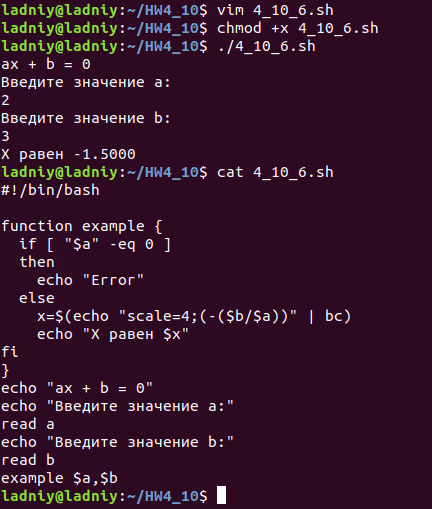 ladniy@ladniy:~/HW4_10$ vim 4_10_6.sh
ladniy@ladniy:~/HW4_10$ chmod +x 4_10_6.sh
ladniy@ladniy:~/HW4_10$ ./4_10_6.sh
ax + b = 0
Введите значение a:
2
Введите значение b:
3
X равен -1.5000
ladniy@ladniy:~/HW4_10$ cat 4_10_6.sh
#!/bin/bash

function example {
  if [ "$a" -eq 0 ]
  then
    echo "Error"
  else
    x=$(echo "scale=4;(-($b/$a))" | bc)
    echo "X равен $x"
fi
}
echo "ax + b = 0"
echo "Введите значение a:"
read a
echo "Введите значение b:"
read b
example $a,$b
ladniy@ladniy:~/HW4_10$